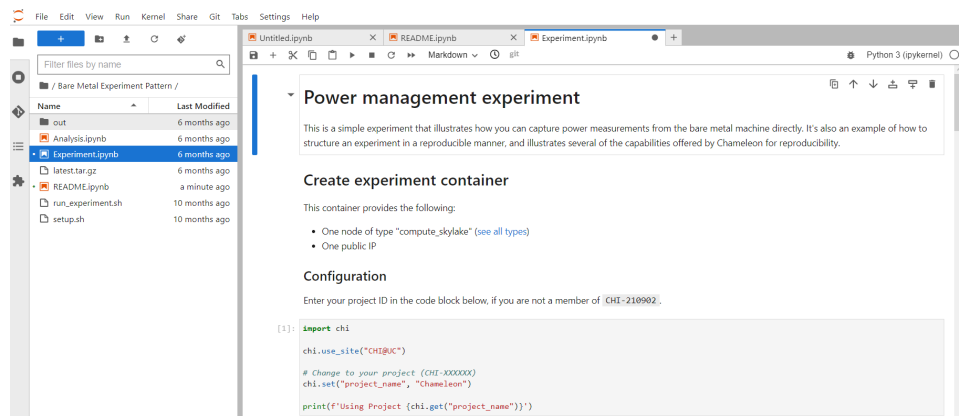 File Edit View Run Kernel Share Git Tabs Settings Help
Filter files by name
/ Bare Metal Experiment Pattern /
Name Last Modified
out 6 months ago
Analysis.ipynb 6 months ago
Experiment.ipynb 6 months ago
latest.tar.gz 6 months ago
README.ipynb a minute ago
run_experiment.sh 10 months ago
setup.sh 10 months ago
Untitled.ipynb README.ipynb Experiment.ipynb
Markdown git Python 3 (ipykernel)
Power management experiment
This is a simple experiment that illustrates how you can capture power measurements from the bare metal machine directly. It's also an example of how to
structure an experiment in a reproducible manner, and illustrates several of the capabilities offered by Chameleon for reproducibility.
Create experiment container
This container provides the following:
• One node of type "compute_skylake" (see all types)
• One public IP
Configuration
Enter your project ID in the code block below, if you are not a member of CHI-210902.
[1]: import chi
chi.use_site("CHI@UC")
# Change to your project (CHI-XXXXXX)
chi.set("project_name", "Chameleon")
print(f'Using Project {chi.get("project_name")}')